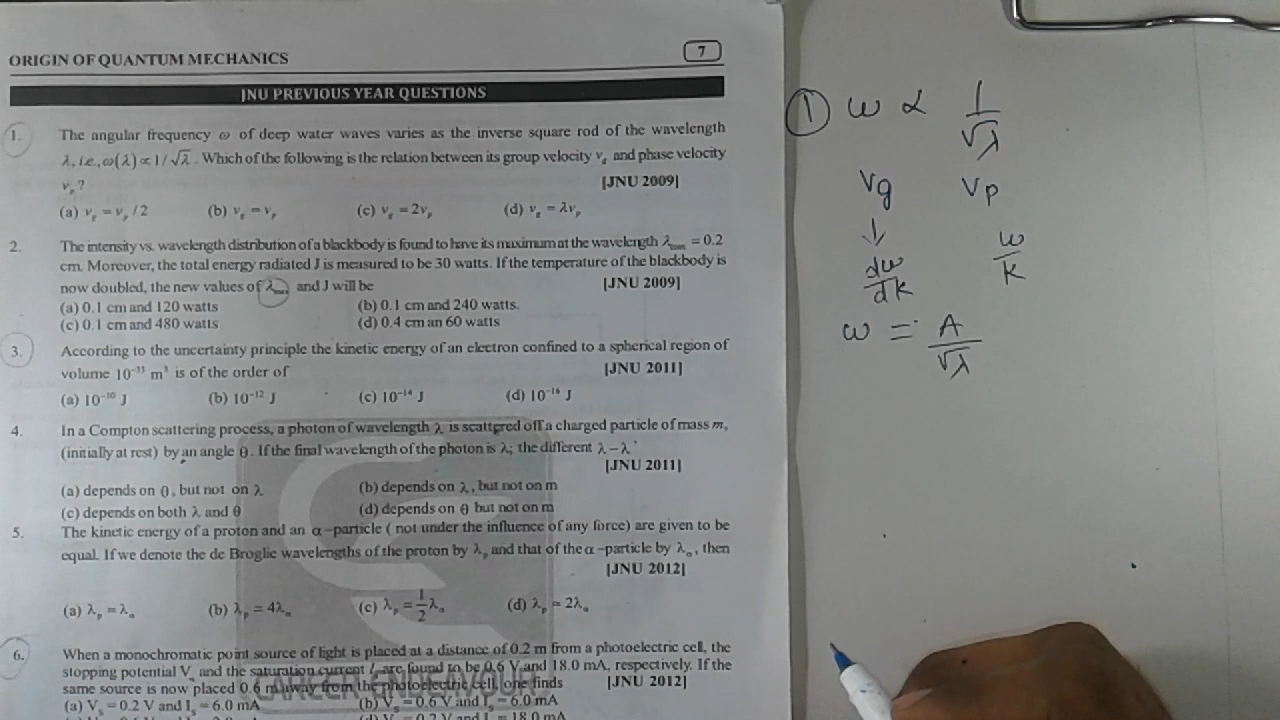 ORIGIN OF QUANTUM MECHANICS 7
JNU PREVIOUS YEAR QUESTIONS
1. The angular frequency ω of deep water waves varies as the inverse square rod of the wavelength
λ, i.e., ω(λ) ∝ 1/√λ . Which of the following is the relation between its group velocity v_g and phase velocity
v_p ? [JNU 2009]
(a) v_g = v_p / 2 (b) v_g = v_p (c) v_g = 2v_p (d) v_g = λv_p
2. The intensity vs. wavelength distribution of a blackbody is found to have its maximum at the wavelength λ_max = 0.2
cm. Moreover, the total energy radiated J is measured to be 30 watts. If the temperature of the blackbody is
now doubled, the new values of λ_max and J will be [JNU 2009]
(a) 0.1 cm and 120 watts (b) 0.1 cm and 240 watts.
(c) 0.1 cm and 480 watts (d) 0.4 cm an 60 watts
3. According to the uncertainty principle the kinetic energy of an electron confined to a spherical region of
volume m³ is of the order of [JNU 2011]
(a) 10⁻¹⁰ J (b) 10⁻¹² J (c) 10⁻¹⁴ J (d) 10⁻¹⁶ J
4. In a Compton scattering process, a photon of wavelength λ is scattered off a charged particle of mass m,
(initially at rest) by an angle θ. If the final wavelength of the photon is λ; the different λ – λ'
[JNU 2011]
(a) depends on θ, but not on λ (b) depends on λ, but not on m
(c) depends on both λ and θ (d) depends on θ but not on m
5. The kinetic energy of a proton and an α–particle ( not under the influence of any force) are given to be
equal. If we denote the de Broglie wavelengths of the proton by λ_p and that of the α–particle by λ_α, then
[JNU 2012]
(a) λ_p = λ_α (b) λ_p = 4λ_α (c) λ_p = 1/2 λ_α (d) λ_p = 2λ_α
6. When a monochromatic point source of light is placed at a distance of 0.2 m from a photoelectric cell, the
stopping potential V_s and the saturation current I_s are found to be 0.6 V and 18.0 mA, respectively. If the
same source is now placed 0.6 m away from the photoelectric cell, one finds [JNU 2012]
(a) V_s = 0.2 V and I_s = 6.0 mA (b) V_s = 0.6 V and I_s = 6.0 mA
CAREER ENDEAVOUR
1 ω ∝ 1/√λ
Vg Vp
↓
dω/dk ω/k
ω = A/√λ